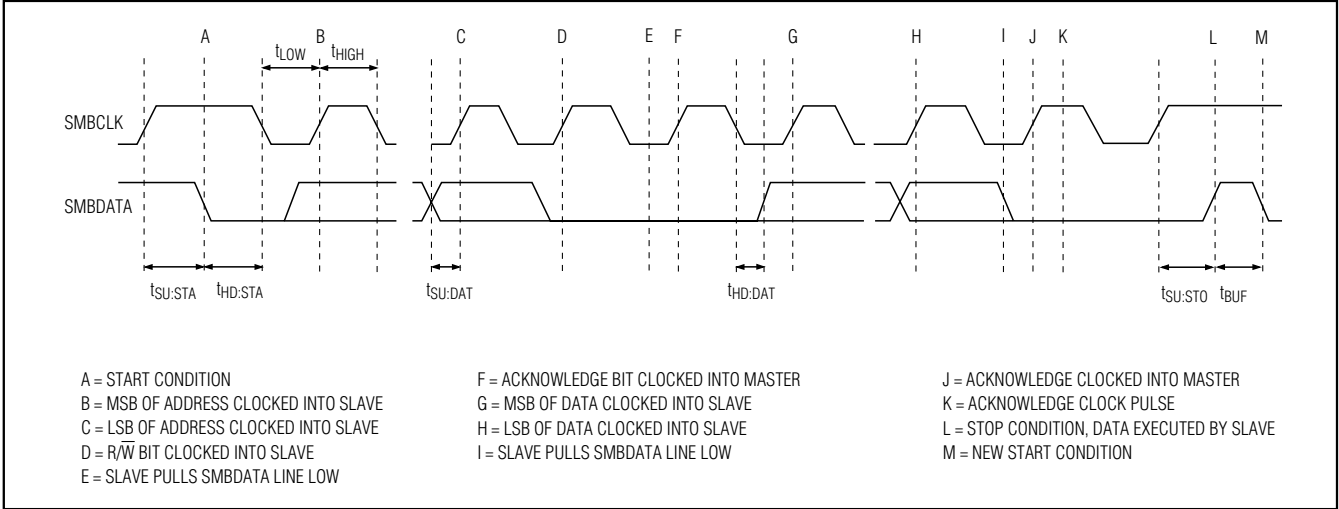 A B C D E F G H I J K L M
tLOW tHIGH
SMBCLK
SMBDATA
tSU:STA tHD:STA tSU:DAT tHD:DAT tSU:STO tBUF
A = START CONDITION
B = MSB OF ADDRESS CLOCKED INTO SLAVE
C = LSB OF ADDRESS CLOCKED INTO SLAVE
D = R/W̅ BIT CLOCKED INTO SLAVE
E = SLAVE PULLS SMBDATA LINE LOW
F = ACKNOWLEDGE BIT CLOCKED INTO MASTER
G = MSB OF DATA CLOCKED INTO SLAVE
H = LSB OF DATA CLOCKED INTO SLAVE
I = SLAVE PULLS SMBDATA LINE LOW
J = ACKNOWLEDGE CLOCKED INTO MASTER
K = ACKNOWLEDGE CLOCK PULSE
L = STOP CONDITION, DATA EXECUTED BY SLAVE
M = NEW START CONDITION